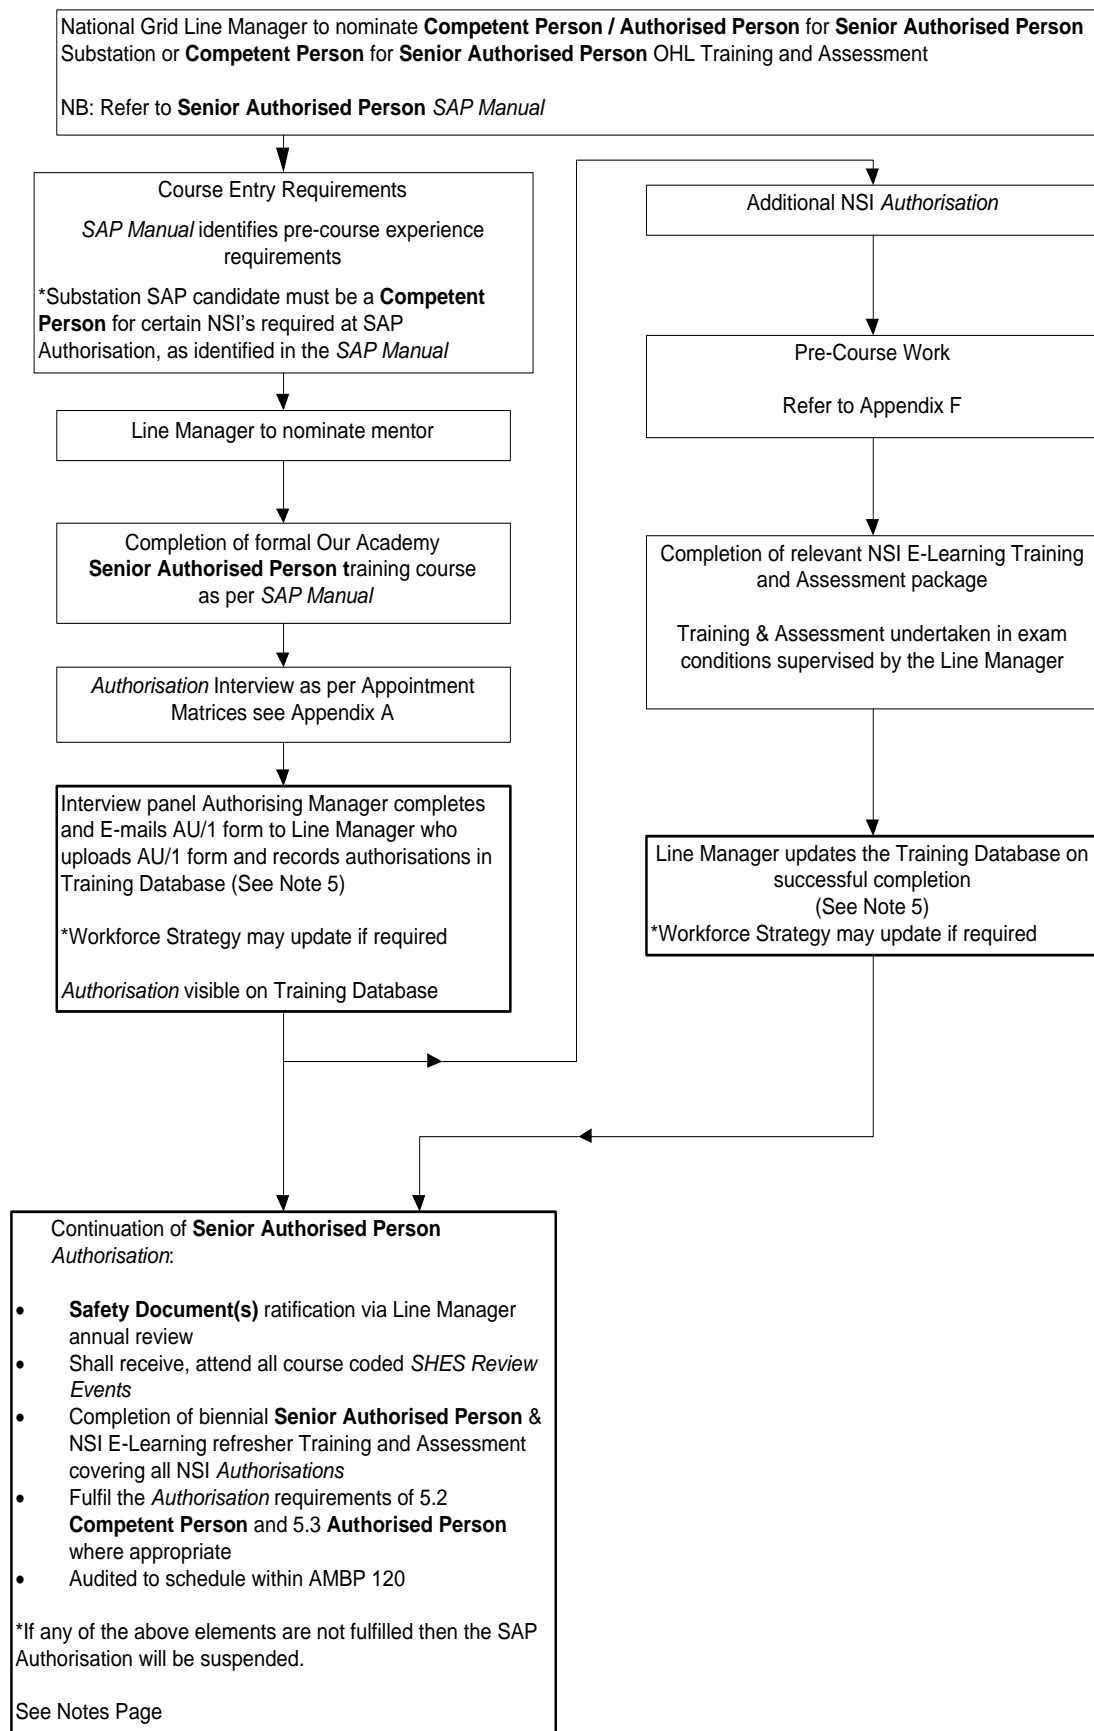 National Grid Line Manager to nominate Competent Person / Authorised Person for Senior Authorised Person
Substation or Competent Person for Senior Authorised Person OHL Training and Assessment
NB: Refer to Senior Authorised Person SAP Manual
Course Entry Requirements
SAP Manual identifies pre-course experience
requirements
*Substation SAP candidate must be a Competent
Person for certain NSI's required at SAP
Authorisation, as identified in the SAP Manual
Line Manager to nominate mentor
Completion of formal Our Academy
Senior Authorised Person training course
as per SAP Manual
Authorisation Interview as per Appointment
Matrices see Appendix A
Interview panel Authorising Manager completes
and E-mails AU/1 form to Line Manager who
uploads AU/1 form and records authorisations in
Training Database (See Note 5)
*Workforce Strategy may update if required
Authorisation visible on Training Database
Additional NSI Authorisation
Pre-Course Work
Refer to Appendix F
Completion of relevant NSI E-Learning Training
and Assessment package
Training & Assessment undertaken in exam
conditions supervised by the Line Manager
Line Manager updates the Training Database on
successful completion
(See Note 5)
*Workforce Strategy may update if required
Continuation of Senior Authorised Person
Authorisation:
• Safety Document(s) ratification via Line Manager
annual review
• Shall receive, attend all course coded SHES Review
Events
• Completion of biennial Senior Authorised Person &
NSI E-Learning refresher Training and Assessment
covering all NSI Authorisations
• Fulfil the Authorisation requirements of 5.2
Competent Person and 5.3 Authorised Person
where appropriate
• Audited to schedule within AMBP 120
*If any of the above elements are not fulfilled then the SAP
Authorisation will be suspended.
See Notes Page